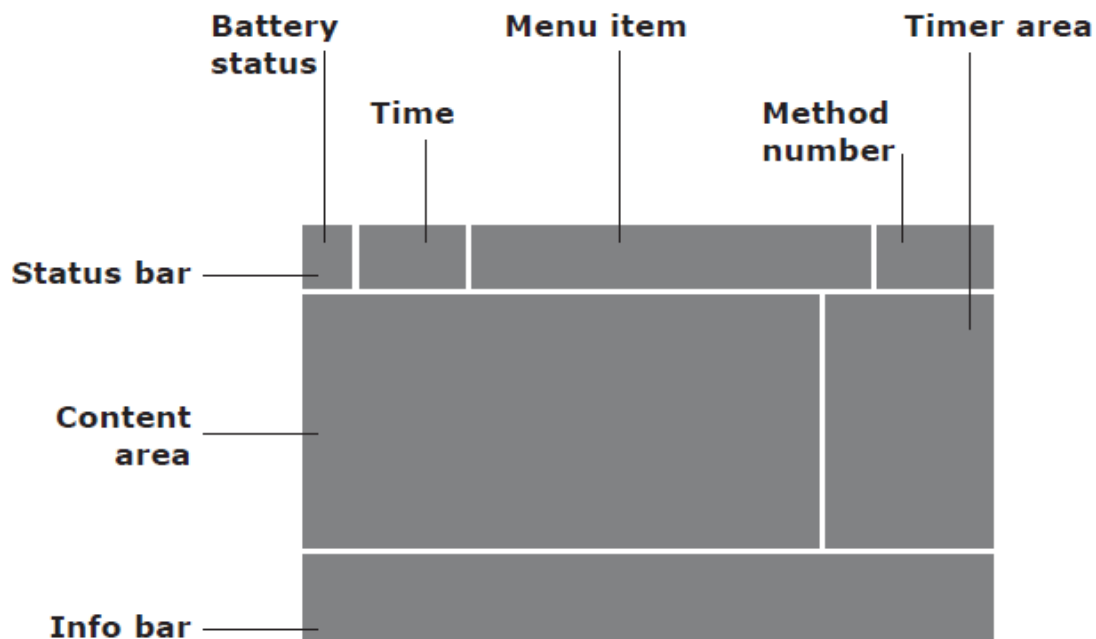 Battery
status
Menu item
Timer area
Time
Method
number
Status bar
Content
area
Info bar